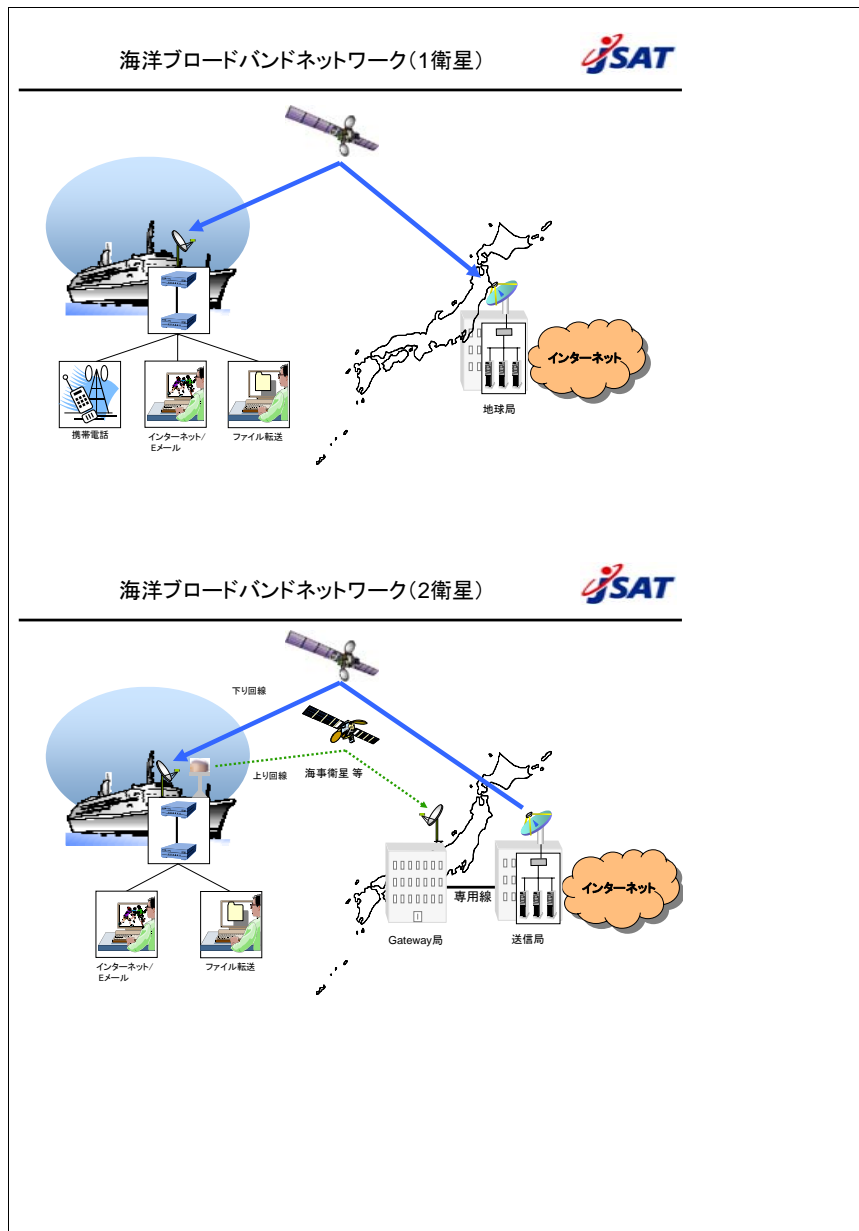 海洋ブロードバンドネットワーク（1衛星）
JSAT
インターネット
地球局
携帯電話
インターネット/
Eメール
ファイル転送
海洋ブロードバンドネットワーク（2衛星）
JSAT
下り回線
上り回線
海事衛星 等
専用線
インターネット
Gateway局
送信局
インターネット/
Eメール
ファイル転送